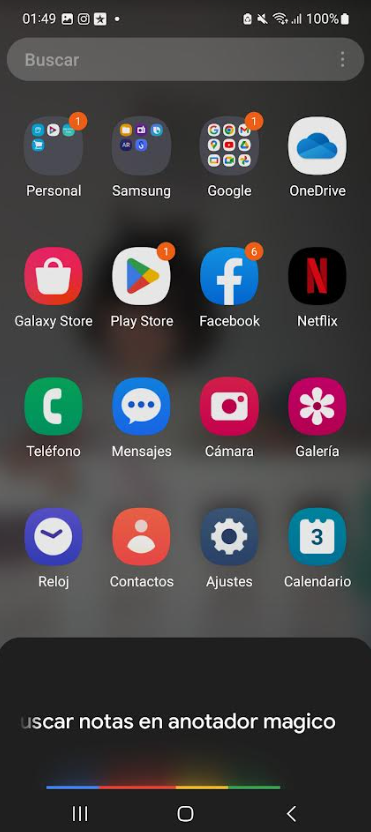 01:49 100%
Buscar
1 1
Personal Samsung Google OneDrive
1 6
Galaxy Store Play Store Facebook Netflix
Teléfono Mensajes Cámara Galería
3
Reloj Contactos Ajustes Calendario
uscar notas en anotador magico